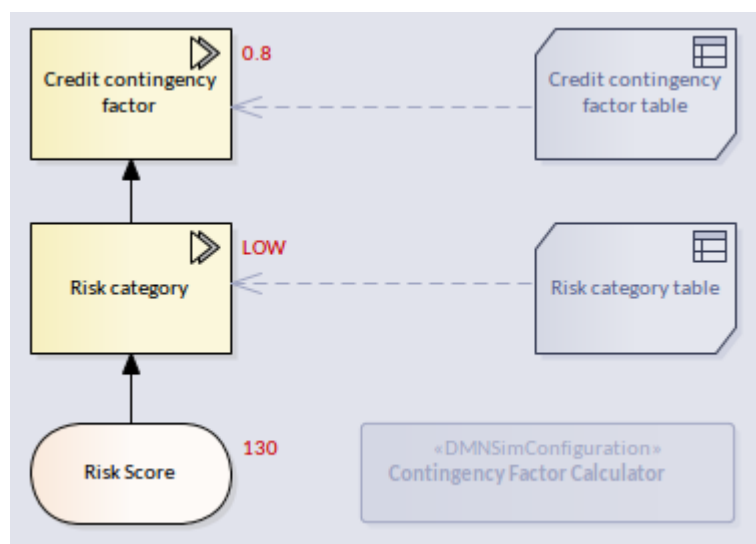 0.8
Credit contingency
factor
Credit contingency
factor table
LOW
Risk category
Risk category table
130
Risk Score
«DMNSimConfiguration»
Contingency Factor Calculator